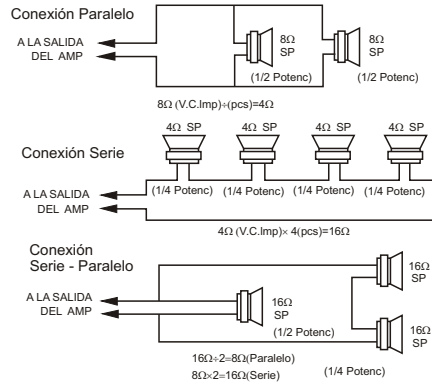 Conexión Paralelo
A LA SALIDA
DEL AMP
8Ω
SP
(1/2 Potenc)
8Ω
SP
(1/2 Potenc)
8Ω (V.C.Imp)÷(pcs)=4Ω
4Ω SP 4Ω SP 4Ω SP 4Ω SP
Conexión Serie
(1/4 Potenc) (1/4 Potenc) (1/4 Potenc) (1/4 Potenc)
A LA SALIDA
DEL AMP
4Ω (V.C.Imp)× 4(pcs)=16Ω
Conexión
Serie - Paralelo
16Ω
SP
A LA SALIDA
DEL AMP
16Ω
SP
(1/2 Potenc)
16Ω
SP
16Ω÷2=8Ω(Paralelo)
8Ω×2=16Ω(Serie)
(1/4 Potenc)